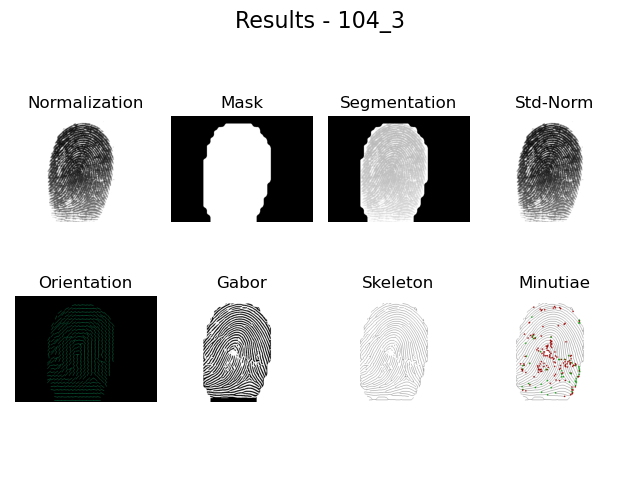 Results - 104_3
Normalization
Mask
Segmentation
Std-Norm
Orientation
Gabor
Skeleton
Minutiae